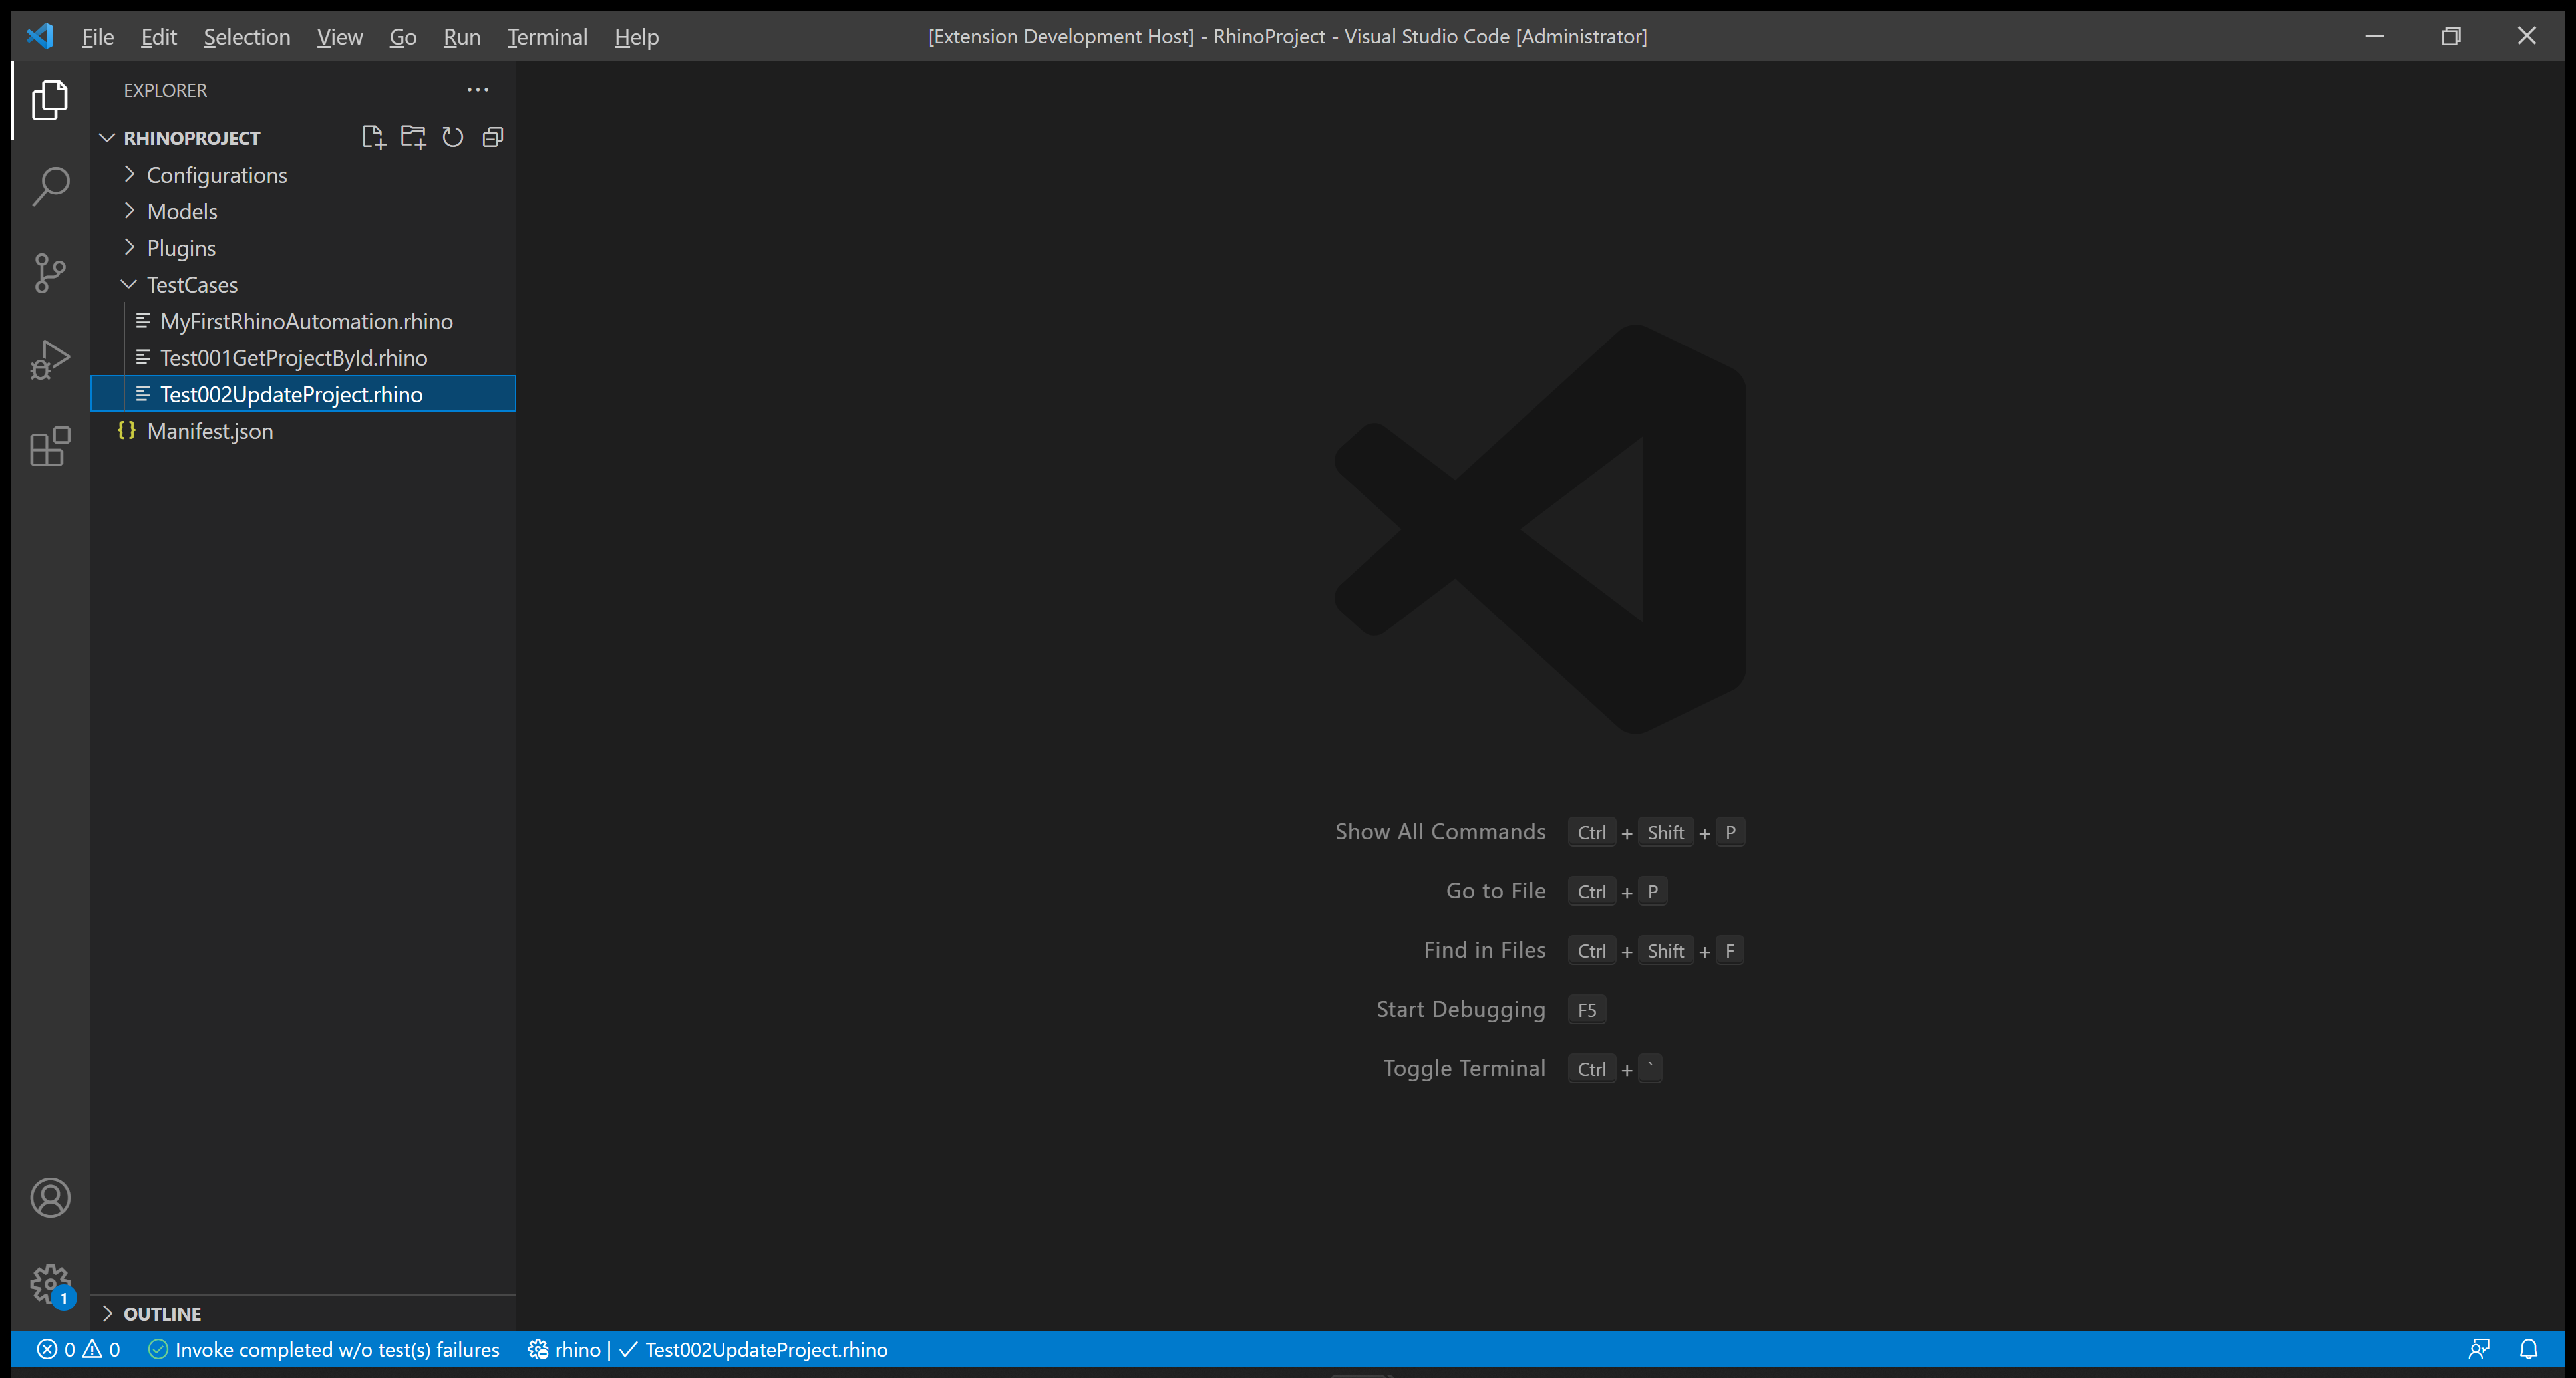 File Edit Selection View Go Run Terminal Help [Extension Development Host] - RhinoProject - Visual Studio Code [Administrator]
EXPLORER
RHINOPROJECT
Configurations
Models
Plugins
TestCases
MyFirstRhinoAutomation.rhino
Test001GetProjectById.rhino
Test002UpdateProject.rhino
{} Manifest.json
Show All Commands Ctrl + Shift + P
Go to File Ctrl + P
Find in Files Ctrl + Shift + F
Start Debugging F5
Toggle Terminal Ctrl + `
1
OUTLINE
0 0 Invoke completed w/o test(s) failures rhino | Test002UpdateProject.rhino